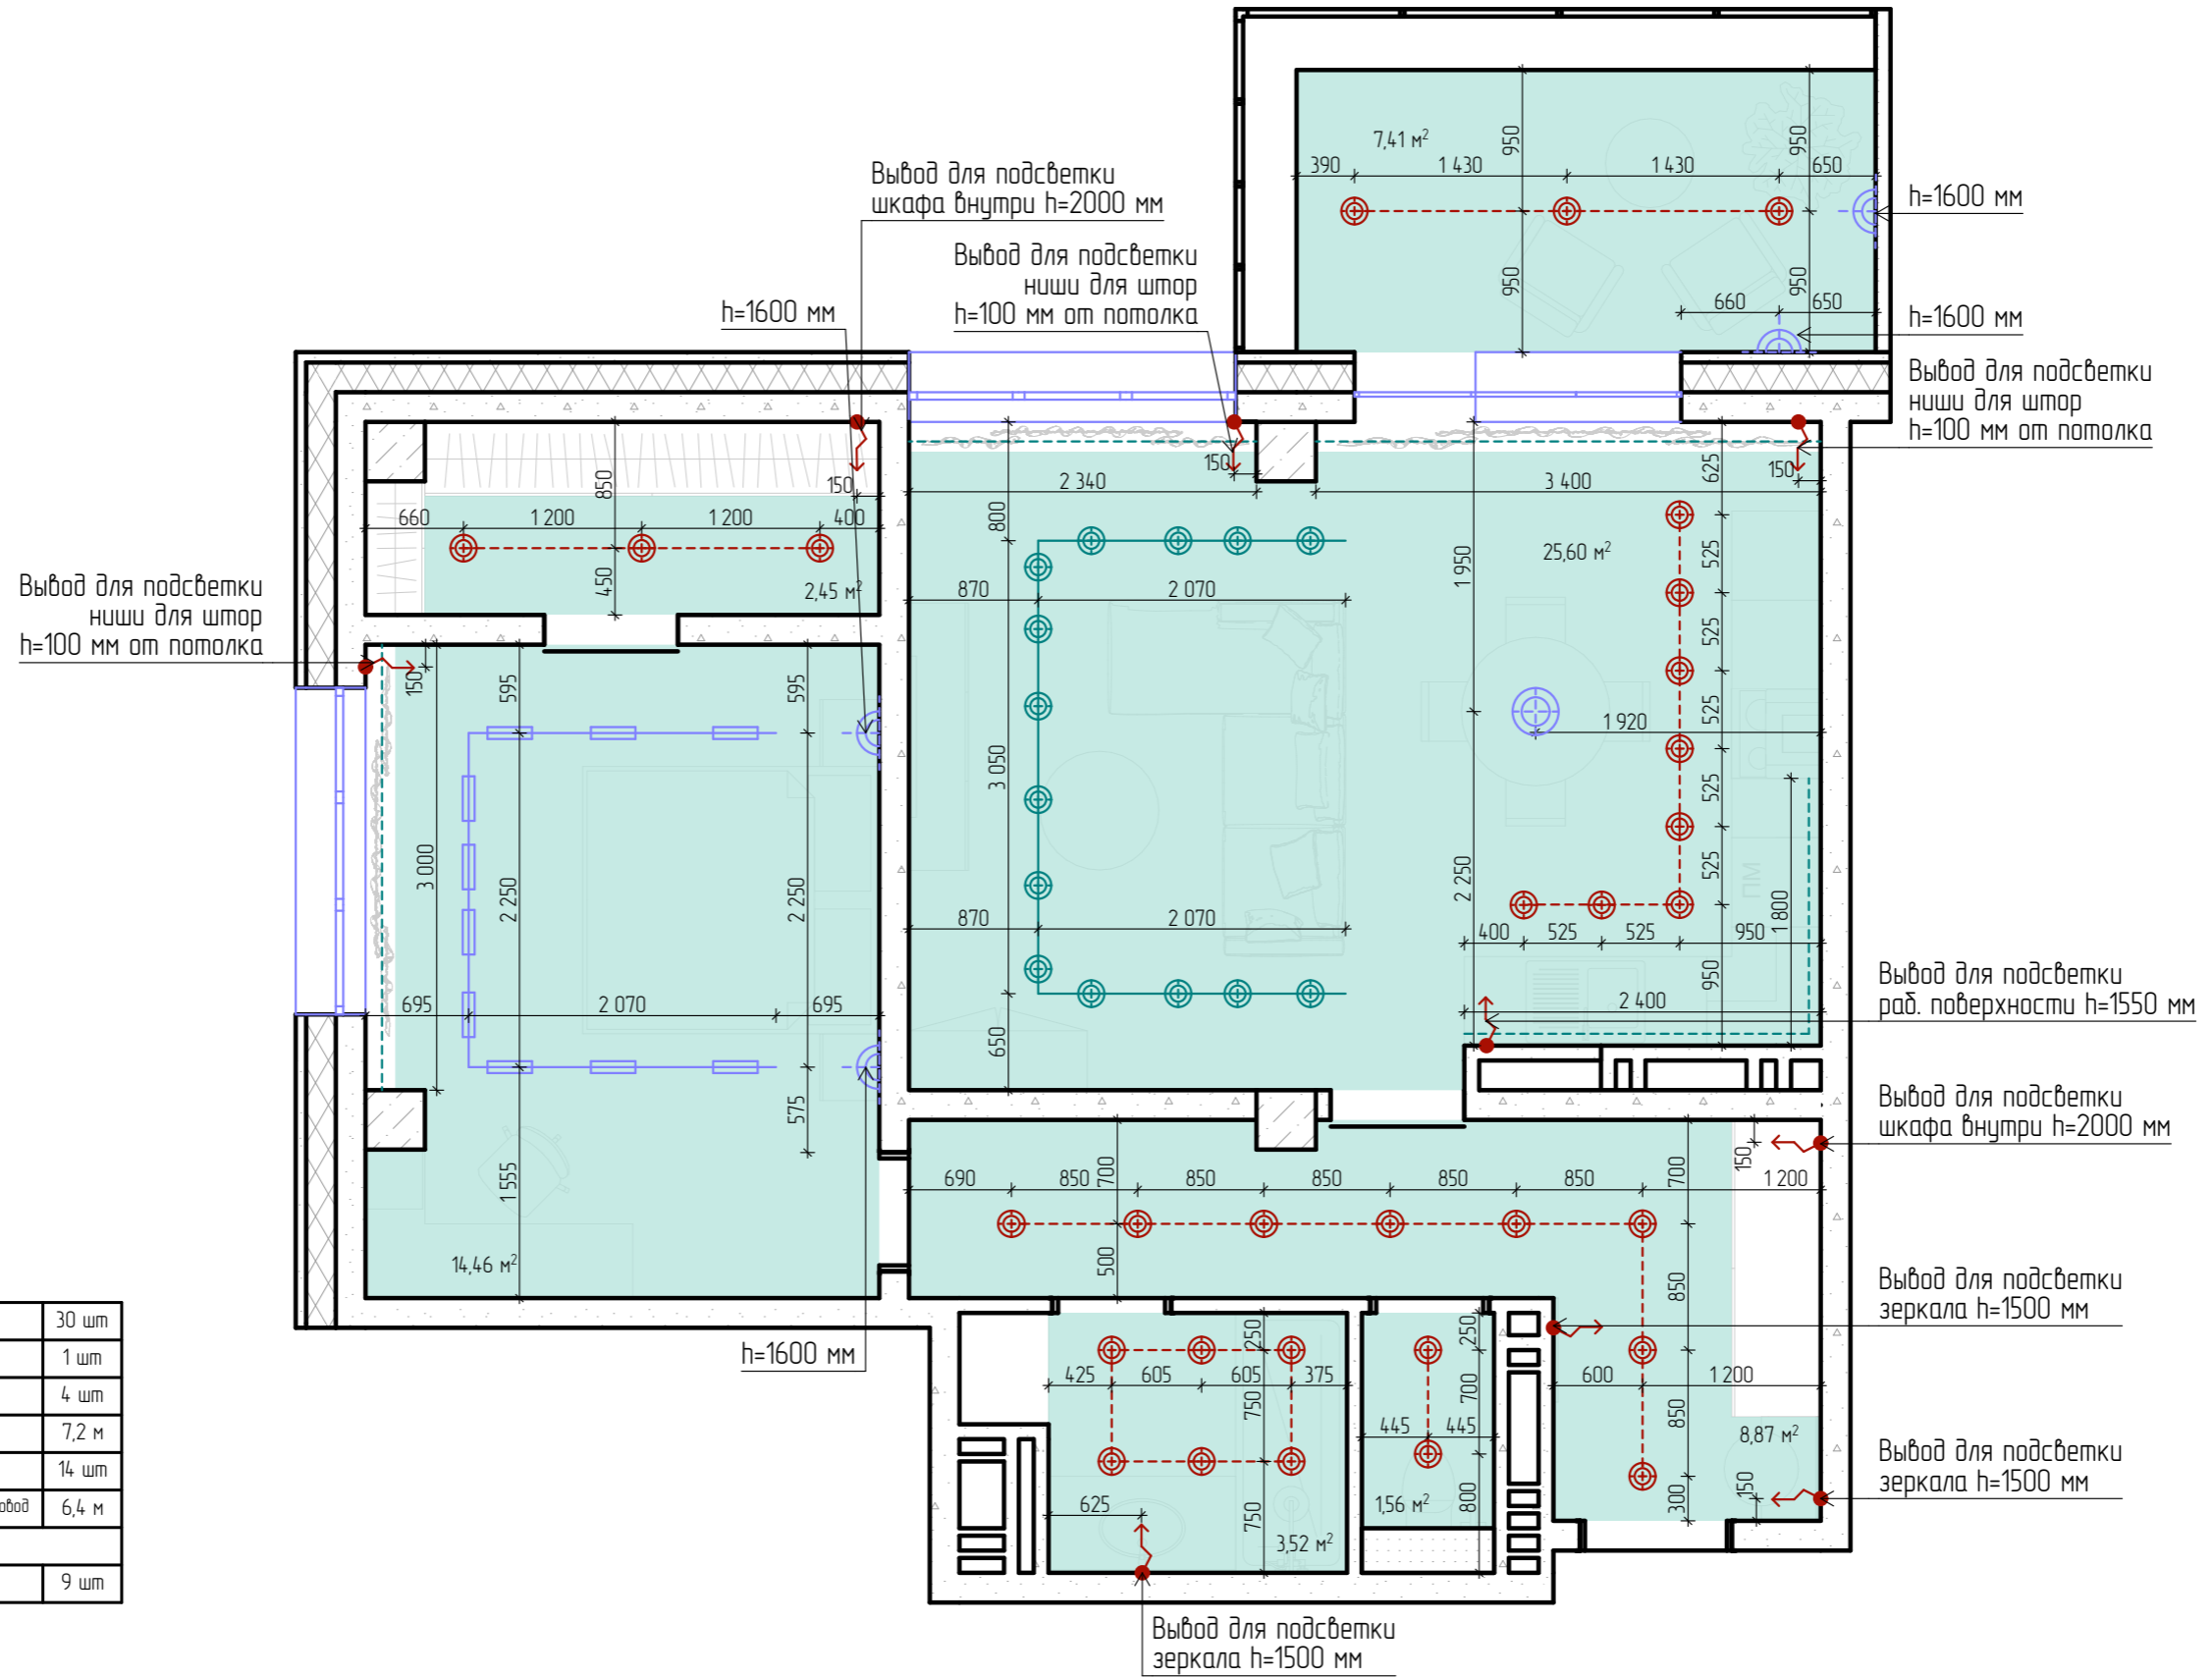 7,41 м²
950
950
390
1 430
1 430
650
950
950
660
650
h=1600 мм
h=1600 мм
Вывод для подсветки
шкафа внутри h=2000 мм
Вывод для подсветки
ниши для штор
h=100 мм от потолка
h=1600 мм
Вывод для подсветки
ниши для штор
h=100 мм от потолка
850
150
660
1 200
1 200
400
450
2,45 м²
Вывод для подсветки
ниши для штор
h=100 мм от потолка
150
2 340
150
3 400
625
150
800
25,60 м²
1 950
525
525
525
525
525
870
2 070
1 920
3 050
2 250
1 800
ПМ
870
2 070
400
525
525
950
950
2 400
650
150
595
595
3 000
2 250
2 250
695
2 070
695
575
1 555
14,46 м²
h=1600 мм
Вывод для подсветки
раб. поверхности h=1550 мм
Вывод для подсветки
шкафа внутри h=2000 мм
690
850
700
850
850
850
850
700
150
1 200
500
850
Вывод для подсветки
зеркала h=1500 мм
250
425
605
605
375
750
750
625
3,52 м²
250
700
445
445
1,56 м²
800
600
1 200
850
8,87 м²
300
150
Вывод для подсветки
зеркала h=1500 мм
Вывод для подсветки
зеркала h=1500 мм
30 шт
1 шт
4 шт
7,2 м
14 шт
6,4 м
9 шт